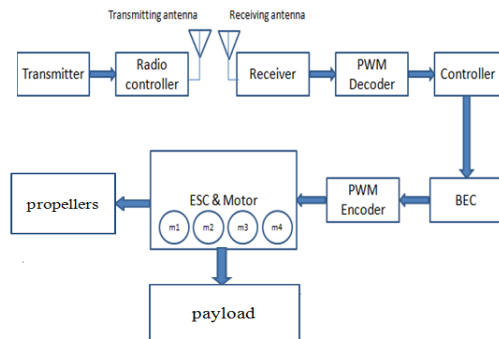 Transmitting antenna
Receiving antenna
Transmitter
Radio
controller
Receiver
PWM
Decoder
Controller
propellers
ESC & Motor
m1
m2
m3
m4
PWM
Encoder
BEC
payload